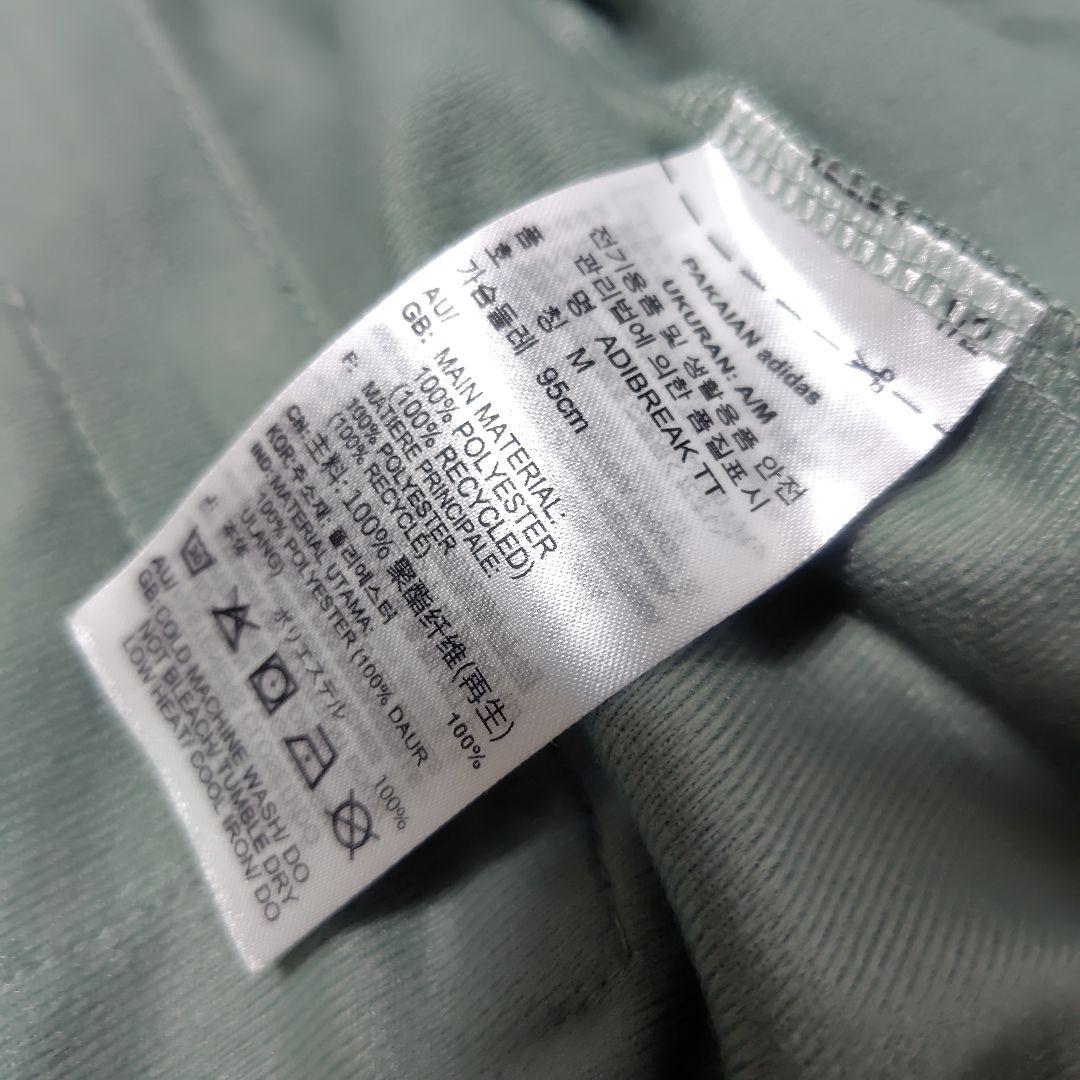 PAKAIAN adidas
UKURAN: A/M
전기용품 및 생활용품 안전
관리법에 의한 품질표시
품 명 ADIBREAK TT
호 칭 M
가슴둘레 95cm
AU/
GB: MAIN MATERIAL:
100% POLYESTER
(100% RECYCLED)
F: MATIERE PRINCIPALE:
100% POLYESTER
(100% RECYCLÉ)
CN: 主料: 100% 聚酯纤维(再生)
KOR: 주소재: 폴리에스터 100%
IND: MATERIAL UTAMA:
100% POLYESTER (100% DAUR
ULANG)
J: 本体 ポリエステル 100%
AU/
GB: COLD MACHINE WASH/ DO
NOT BLEACH/ TUMBLE DRY
LOW HEAT/ COOL IRON/ DO